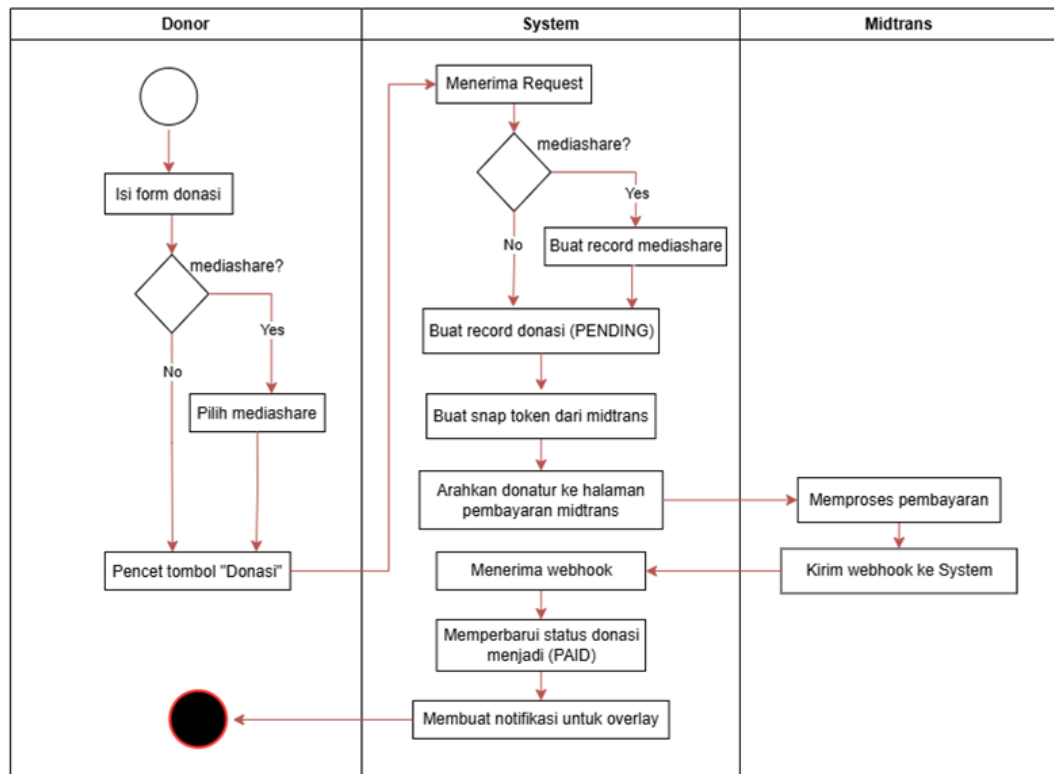 Donor
System
Midtrans
Isi form donasi
mediashare?
Yes
No
Pilih mediashare
Pencet tombol "Donasi"
Menerima Request
mediashare?
Yes
No
Buat record mediashare
Buat record donasi (PENDING)
Buat snap token dari midtrans
Arahkan donatur ke halaman
pembayaran midtrans
Memproses pembayaran
Kirim webhook ke System
Menerima webhook
Memperbarui status donasi
menjadi (PAID)
Membuat notifikasi untuk overlay